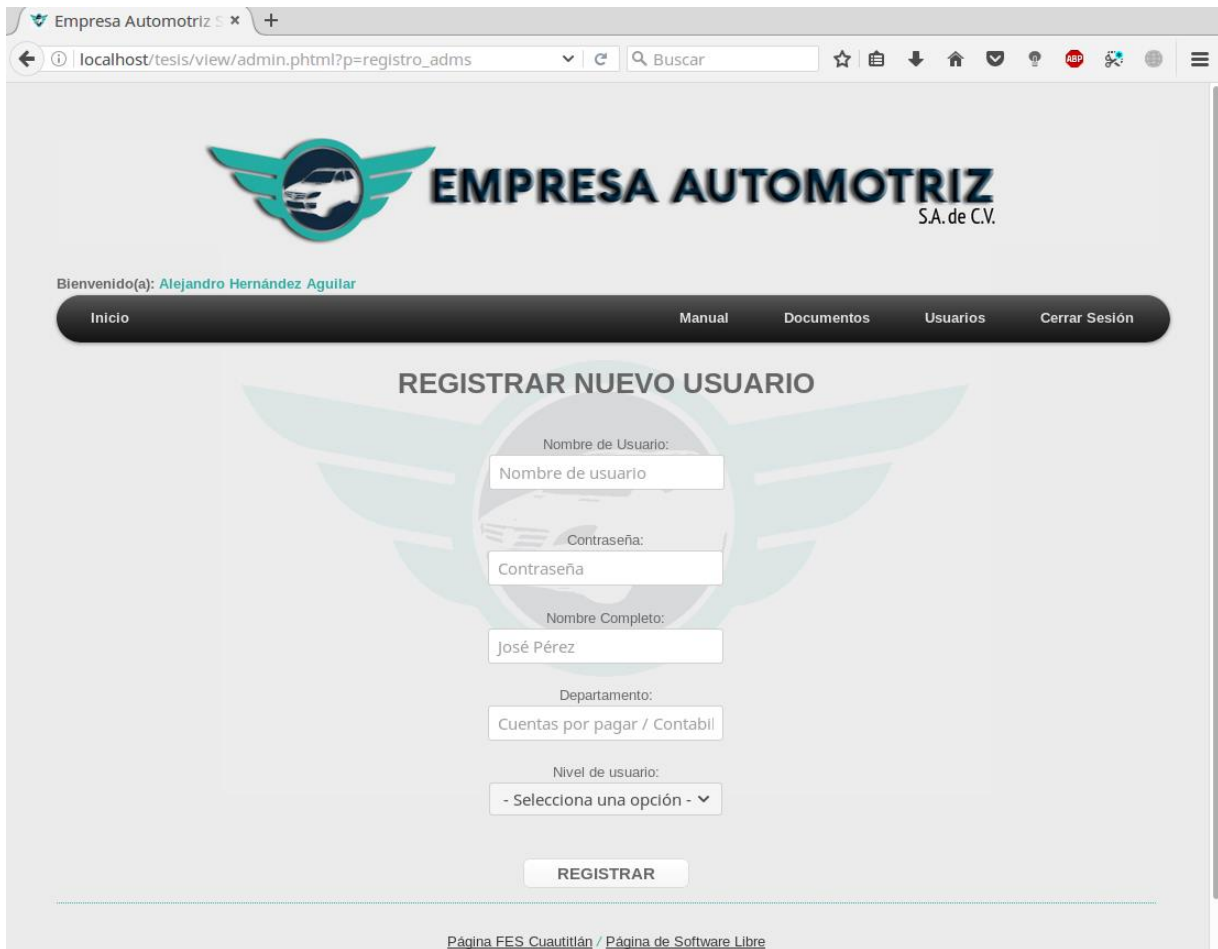 Empresa Automotriz S
localhost/tesis/view/admin.phtml?p=registro_adms
Buscar
ABP
EMPRESA AUTOMOTRIZ
S.A. de C.V.
Bienvenido(a): Alejandro Hernández Aguilar
Inicio Manual Documentos Usuarios Cerrar Sesión
REGISTRAR NUEVO USUARIO
Nombre de Usuario:
Nombre de usuario
Contraseña:
Contraseña
Nombre Completo:
José Pérez
Departamento:
Cuentas por pagar / Contabil
Nivel de usuario:
- Selecciona una opción -
REGISTRAR
Página FES Cuautitlán / Página de Software Libre